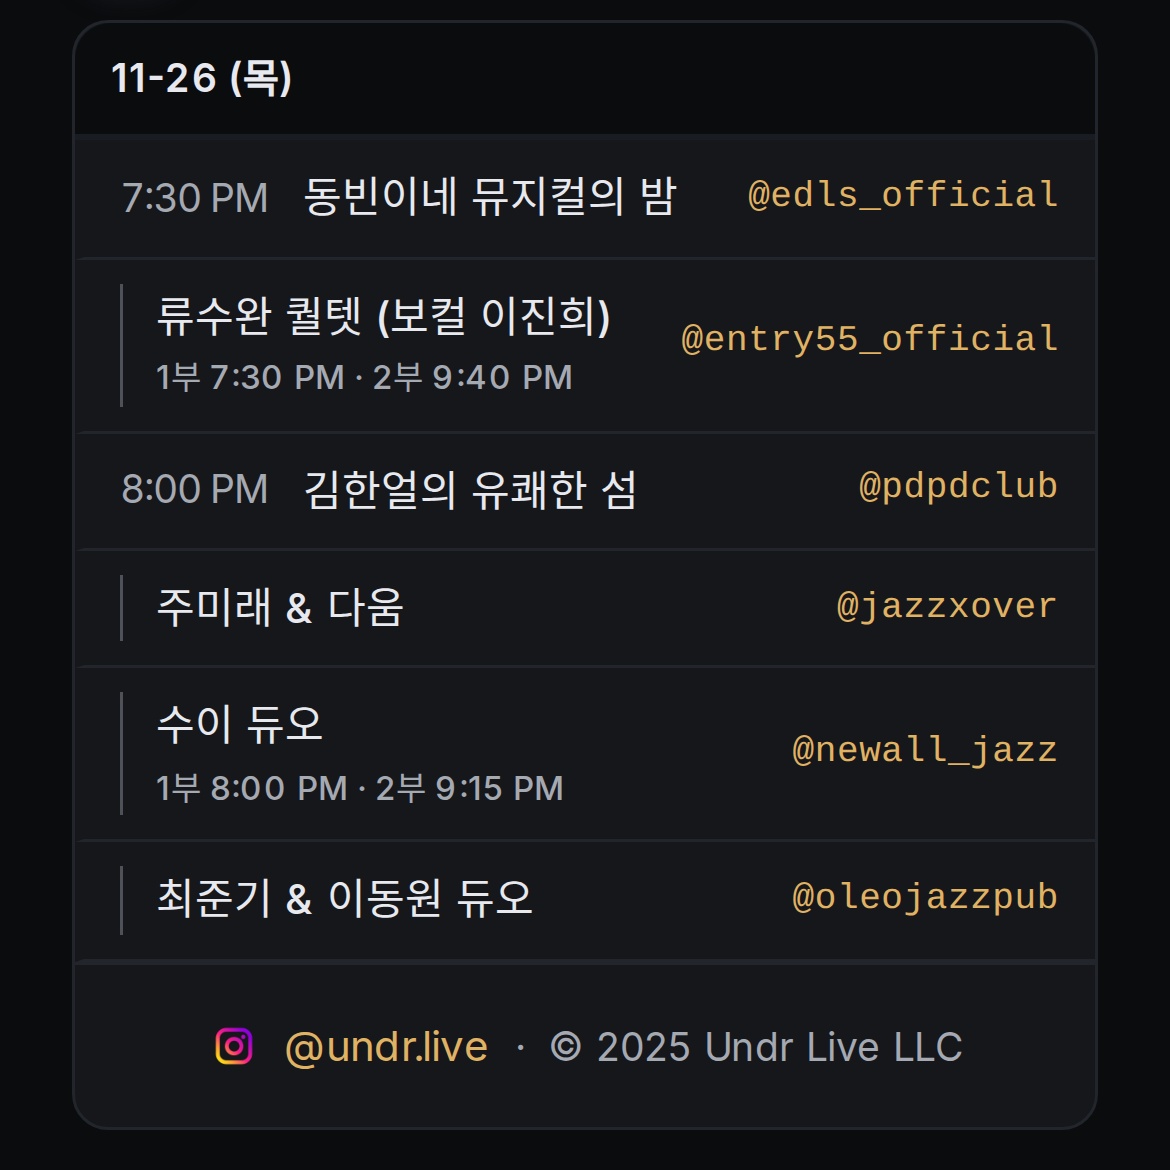 11-26 (목)
7:30 PM 동빈이네 뮤지컬의 밤 @edls_official
류수완 퀄텟 (보컬 이진희) @entry55_official
1부 7:30 PM · 2부 9:40 PM
8:00 PM 김한얼의 유쾌한 섬 @pdpdclub
주미래 & 다움 @jazzxover
수이 듀오 @newall_jazz
1부 8:00 PM · 2부 9:15 PM
최준기 & 이동원 듀오 @oleojazzpub
@undr.live · © 2025 Undr Live LLC